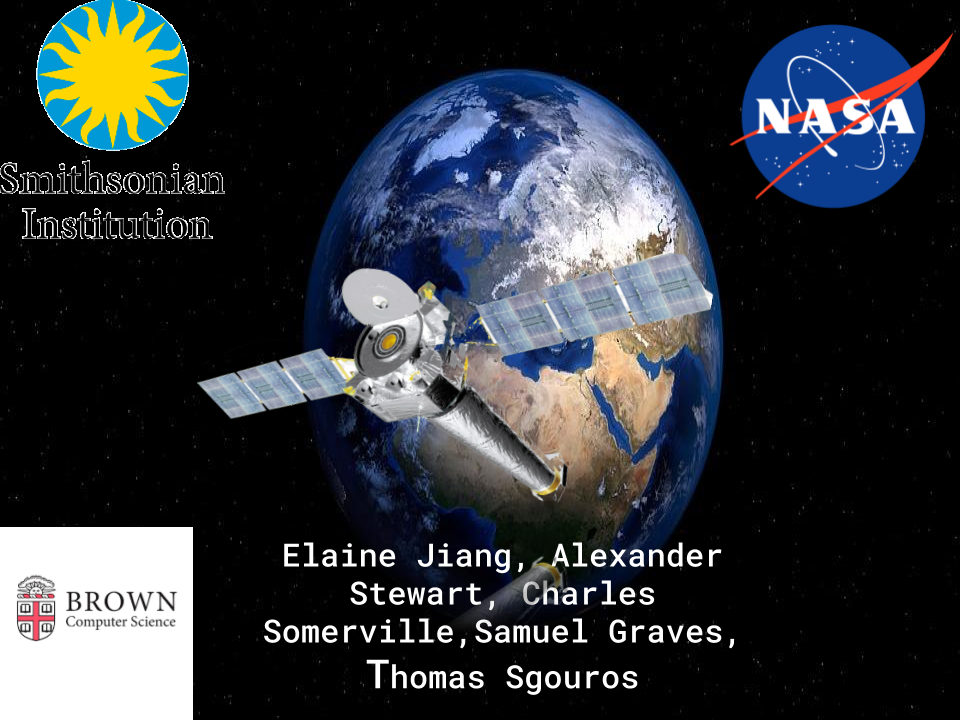 Smithsonian
Institution
NASA
BROWN
Computer Science
Elaine Jiang, Alexander
Stewart, Charles
Somerville,Samuel Graves,
Thomas Sgouros